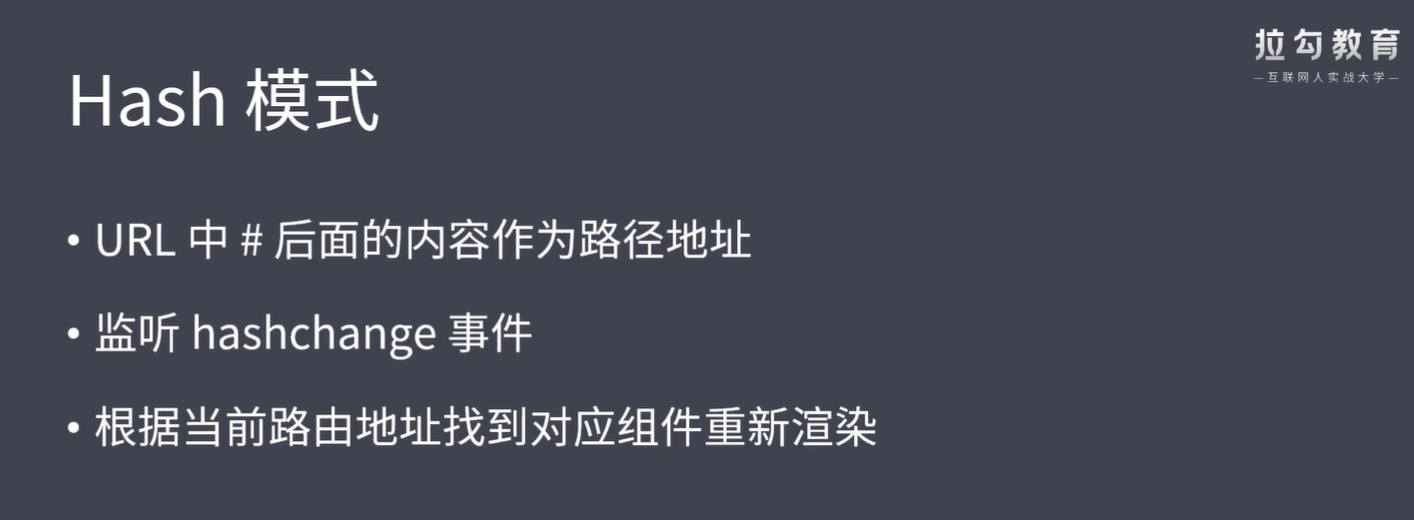 拉勾教育
—互联网人实战大学—
Hash 模式
• URL 中 # 后面的内容作为路径地址
• 监听 hashchange 事件
• 根据当前路由地址找到对应组件重新渲染